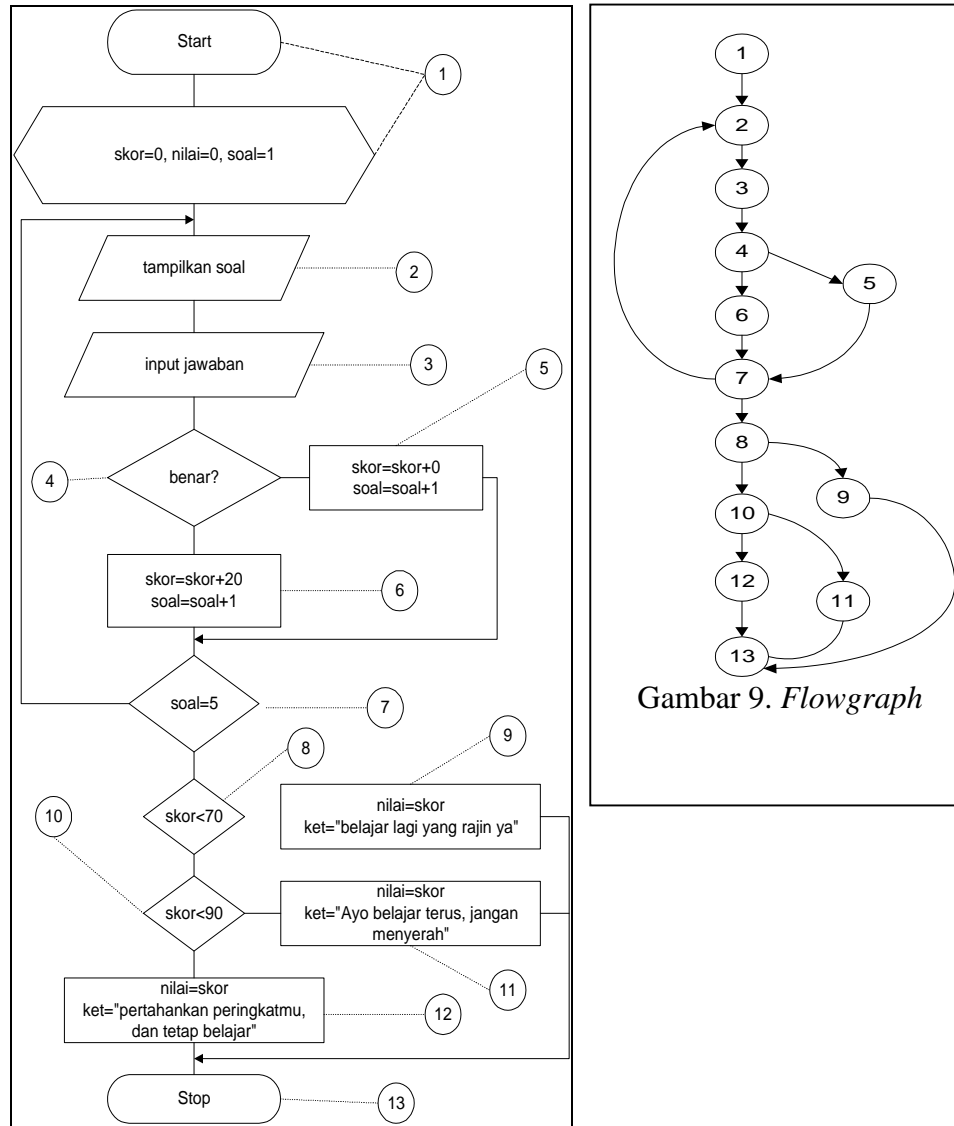 Start
1
skor=0, nilai=0, soal=1
tampilkan soal
2
input jawaban
3
5
4
benar?
skor=skor+0
soal=soal+1
skor=skor+20
soal=soal+1
6
soal=5
7
8
9
skor<70
nilai=skor
ket="belajar lagi yang rajin ya"
10
skor<90
nilai=skor
ket="Ayo belajar terus, jangan
menyerah"
11
nilai=skor
ket="pertahankan peringkatmu,
dan tetap belajar"
12
Stop
13
1
2
3
4
5
6
7
8
9
10
12
11
13
Gambar 9. Flowgraph